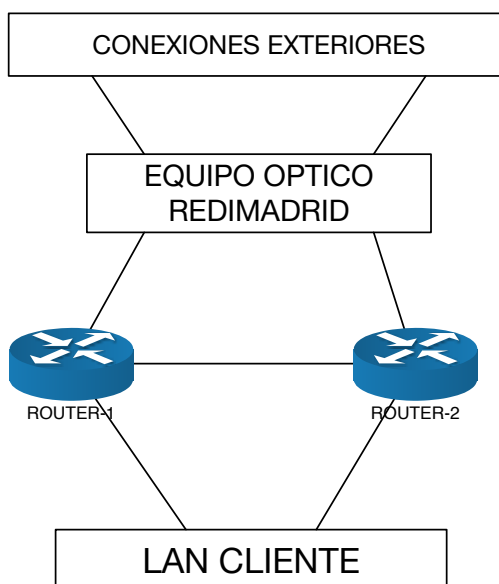 CONEXIONES EXTERIORES
EQUIPO OPTICO
REDIMADRID
ROUTER-1
ROUTER-2
LAN CLIENTE